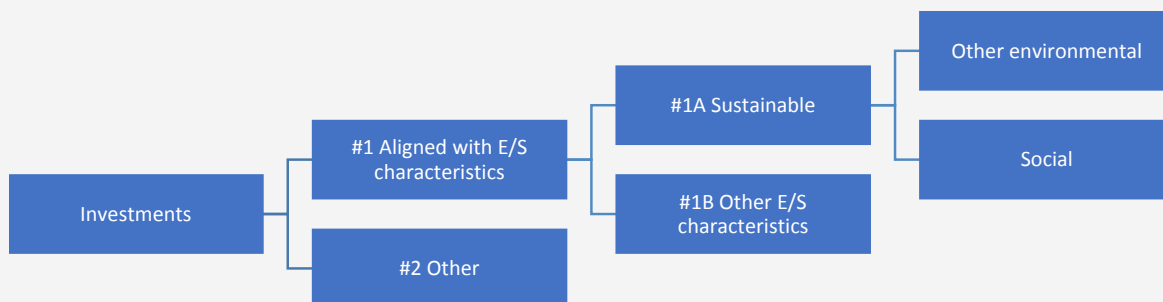 Investments
#1 Aligned with E/S
characteristics
#2 Other
#1A Sustainable
#1B Other E/S
characteristics
Other environmental
Social